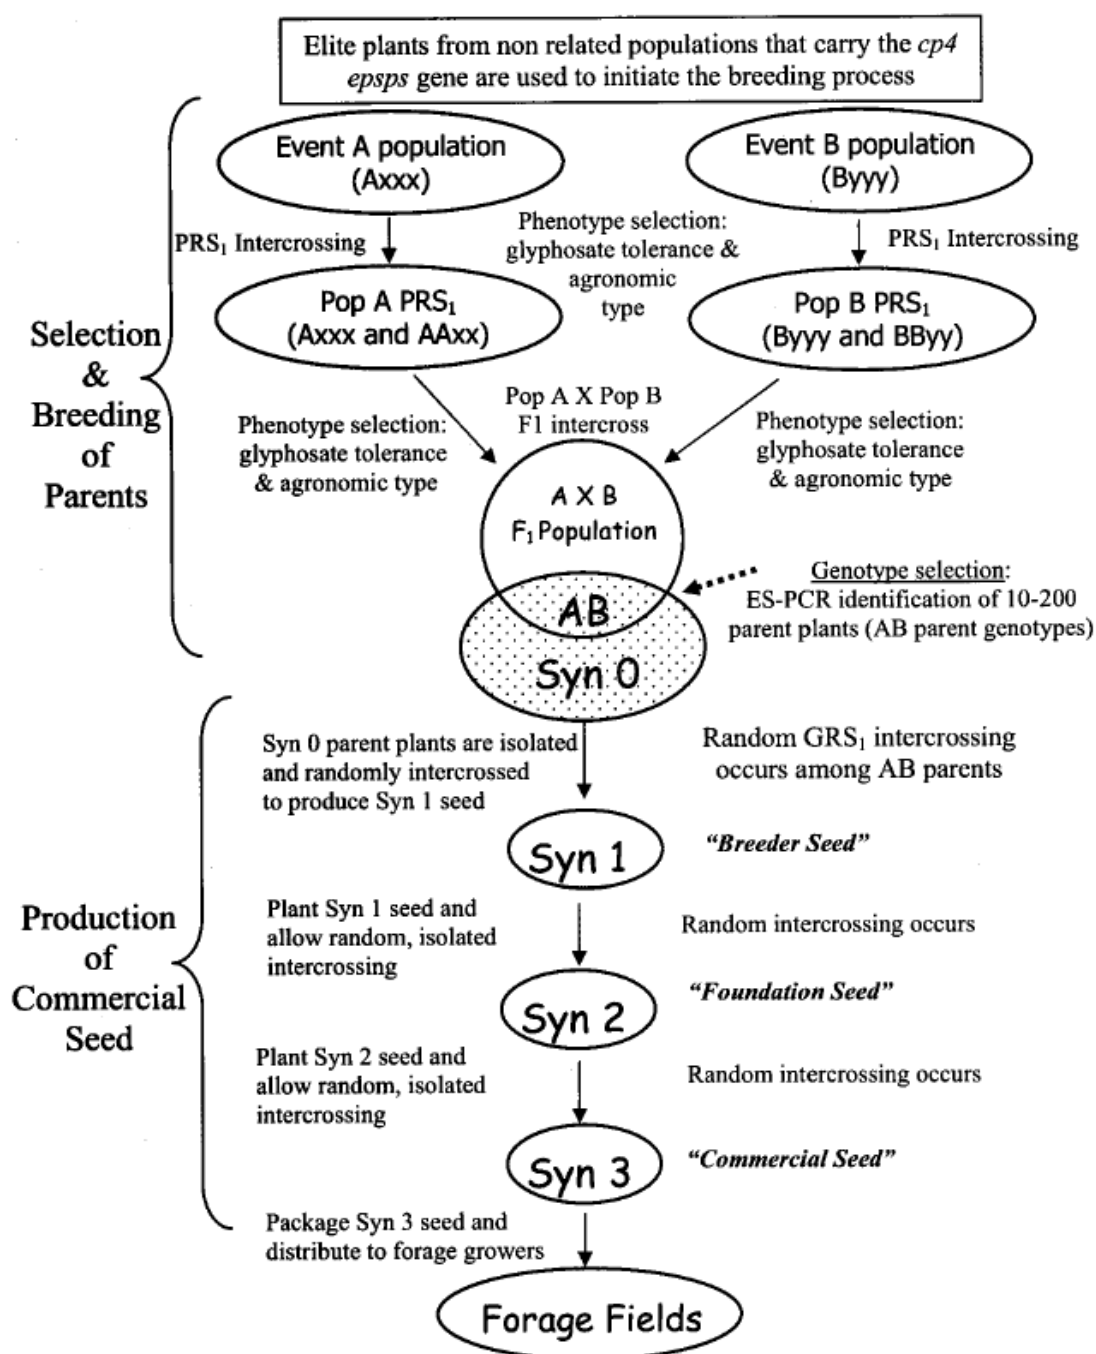 Elite plants from non related populations that carry the cp4
epsps gene are used to initiate the breeding process
Event A population
(Axxx)
Event B population
(Byyy)
PRS₁ Intercrossing
Phenotype selection:
glyphosate tolerance &
agronomic
type
PRS₁ Intercrossing
Pop A PRS₁
(Axxx and AAxx)
Pop B PRS₁
(Byyy and BByy)
Selection
&
Breeding
of
Parents
Pop A X Pop B
F1 intercross
Phenotype selection:
glyphosate tolerance
& agronomic type
Phenotype selection:
glyphosate tolerance
& agronomic type
A X B
F₁ Population
AB
Syn 0
Genotype selection:
ES-PCR identification of 10-200
parent plants (AB parent genotypes)
Syn 0 parent plants are isolated
and randomly intercrossed
to produce Syn 1 seed
Random GRS₁ intercrossing
occurs among AB parents
Syn 1
"Breeder Seed"
Production
of
Commercial
Seed
Plant Syn 1 seed and
allow random, isolated
intercrossing
Random intercrossing occurs
Syn 2
"Foundation Seed"
Plant Syn 2 seed and
allow random, isolated
intercrossing
Random intercrossing occurs
Syn 3
"Commercial Seed"
Package Syn 3 seed and
distribute to forage growers
Forage Fields